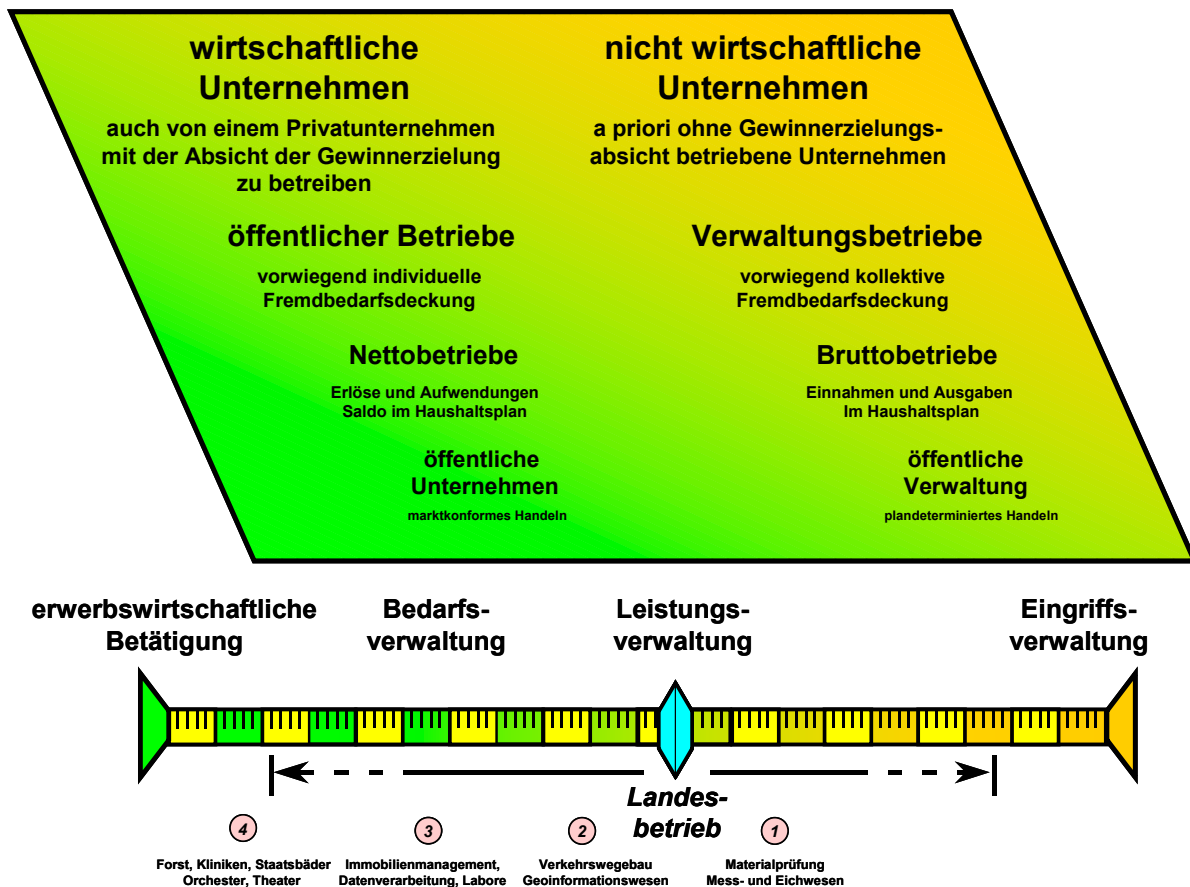 wirtschaftliche
Unternehmen
auch von einem Privatunternehmen
mit der Absicht der Gewinnerzielung
zu betreiben
nicht wirtschaftliche
Unternehmen
a priori ohne Gewinnerzielungs-
absicht betriebene Unternehmen
öffentlicher Betriebe
vorwiegend individuelle
Fremdbedarfsdeckung
Verwaltungsbetriebe
vorwiegend kollektive
Fremdbedarfsdeckung
Nettobetriebe
Erlöse und Aufwendungen
Saldo im Haushaltsplan
Bruttobetriebe
Einnahmen und Ausgaben
Im Haushaltsplan
öffentliche
Unternehmen
marktkonformes Handeln
öffentliche
Verwaltung
plandeterminiertes Handeln
erwerbswirtschaftliche
Betätigung
Bedarfs-
verwaltung
Leistungs-
verwaltung
Eingriffs-
verwaltung
Landes-
betrieb
4
Forst, Kliniken, Staatsbäder
Orchester, Theater
3
Immobilienmanagement,
Datenverarbeitung, Labore
2
Verkehrswegebau
Geoinformationswesen
1
Materialprüfung
Mess- und Eichwesen